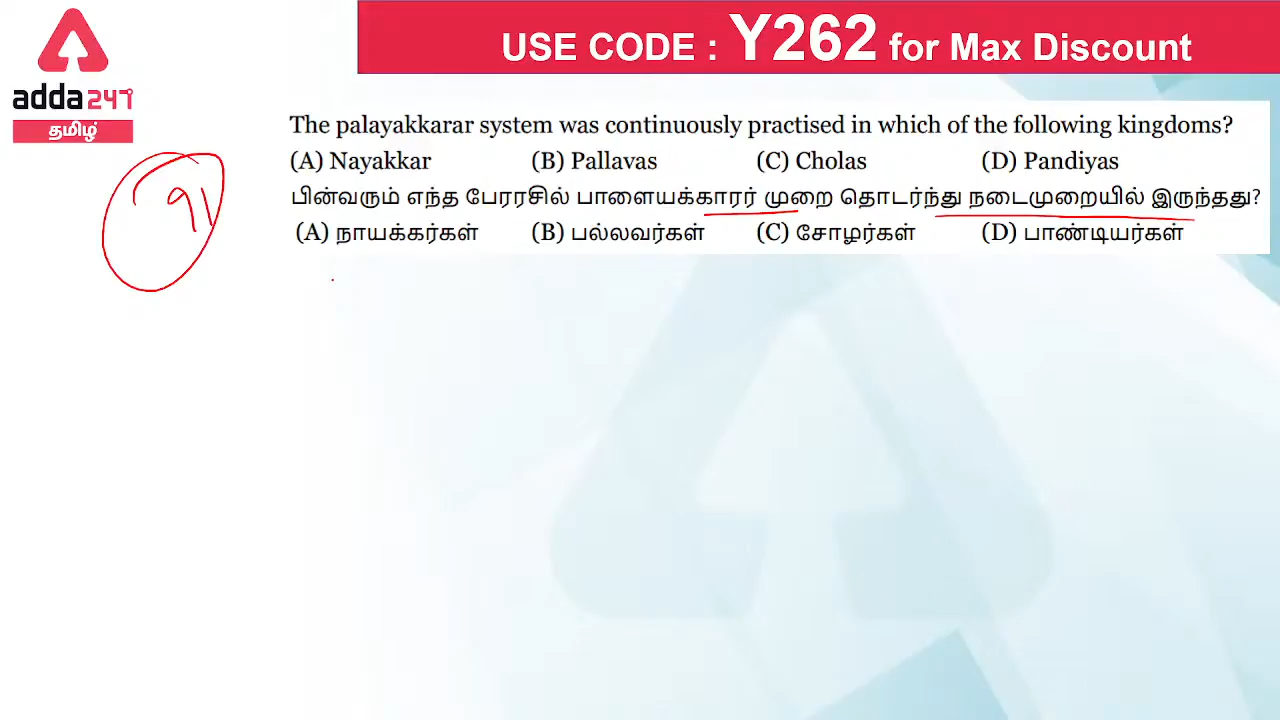 USE CODE : Y262 for Max Discount
adda247
தமிழ்
The palayakkarar system was continuously practised in which of the following kingdoms?
(A) Nayakkar (B) Pallavas (C) Cholas (D) Pandiyas
பின்வரும் எந்த பேரரசில் பாளையக்காரர் முறை தொடர்ந்து நடைமுறையில் இருந்தது?
(A) நாயக்கர்கள் (B) பல்லவர்கள் (C) சோழர்கள் (D) பாண்டியர்கள்